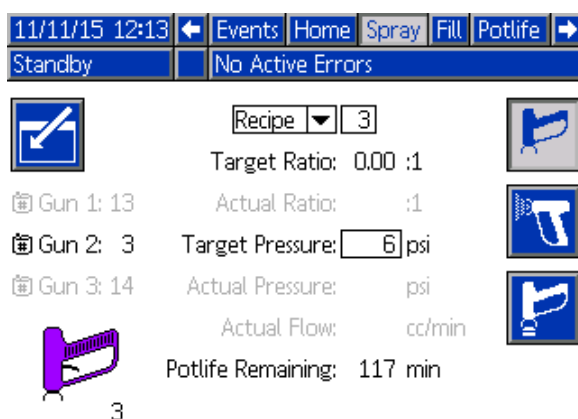 11/11/15 12:13 Events Home Spray Fill Potlife
Standby No Active Errors
Recipe 3
Target Ratio: 0.00 :1
Gun 1: 13 Actual Ratio: :1
Gun 2: 3 Target Pressure: 6 psi
Gun 3: 14 Actual Pressure: psi
Actual Flow: cc/min
Potlife Remaining: 117 min
3